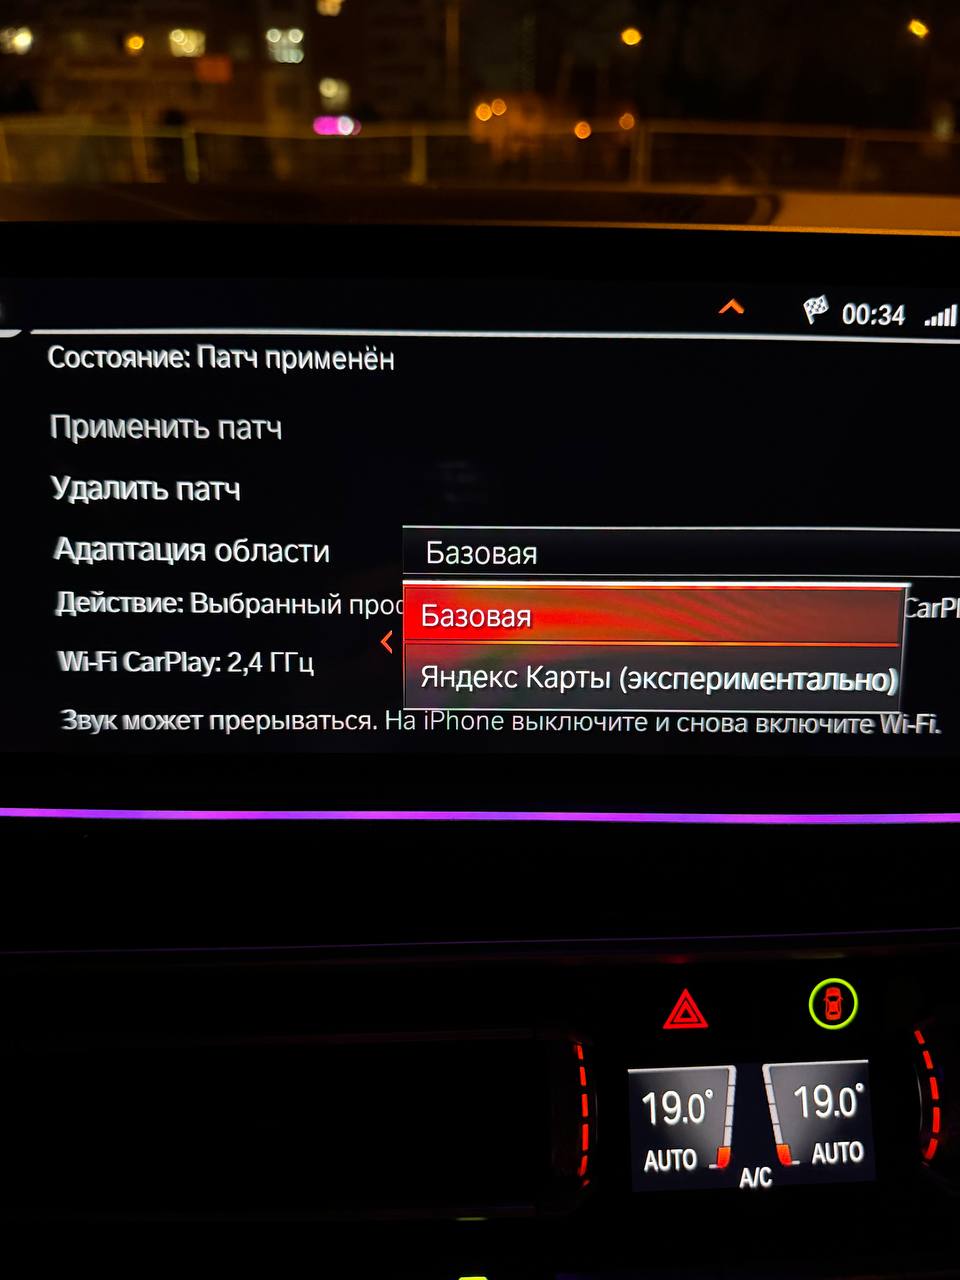 00:34
Состояние: Патч применён
Применить патч
Удалить патч
Адаптация области
Базовая
Действие: Выбранный
CarPl
Базовая
Wi-Fi CarPlay: 2,4 ГГц
Яндекс Карты (экспериментально)
Звук может прерываться. На iPhone выключите и снова включите Wi-Fi.
19.0° 19.0°
AUTO AUTO
A/C